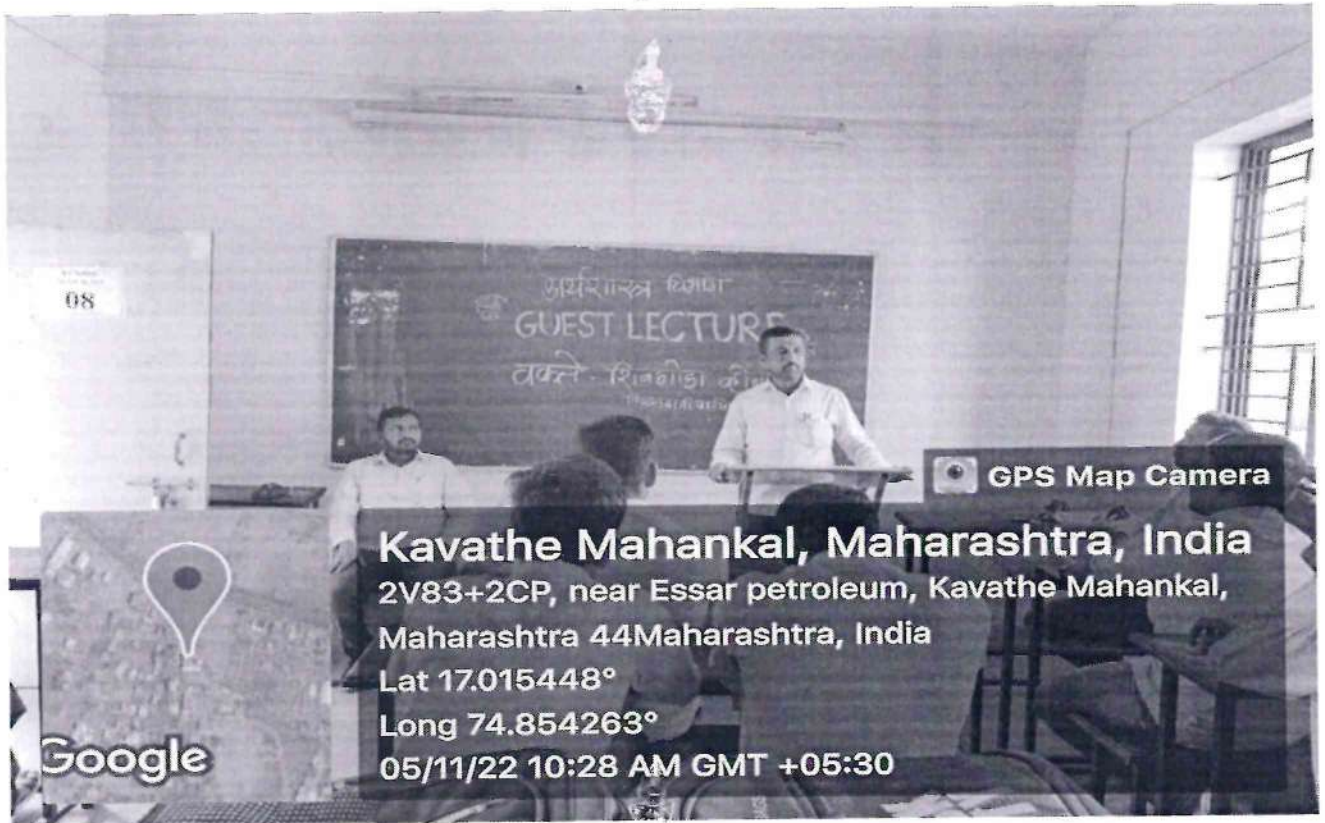 08
अर्थशास्त्र विभाग
GUEST LECTURE
वक्ते - शिवगोंडा
GPS Map Camera
Kavathe Mahankal, Maharashtra, India
2V83+2CP, near Essar petroleum, Kavathe Mahankal,
Maharashtra 44Maharashtra, India
Lat 17.015448°
Long 74.854263°
05/11/22 10:28 AM GMT +05:30
Google